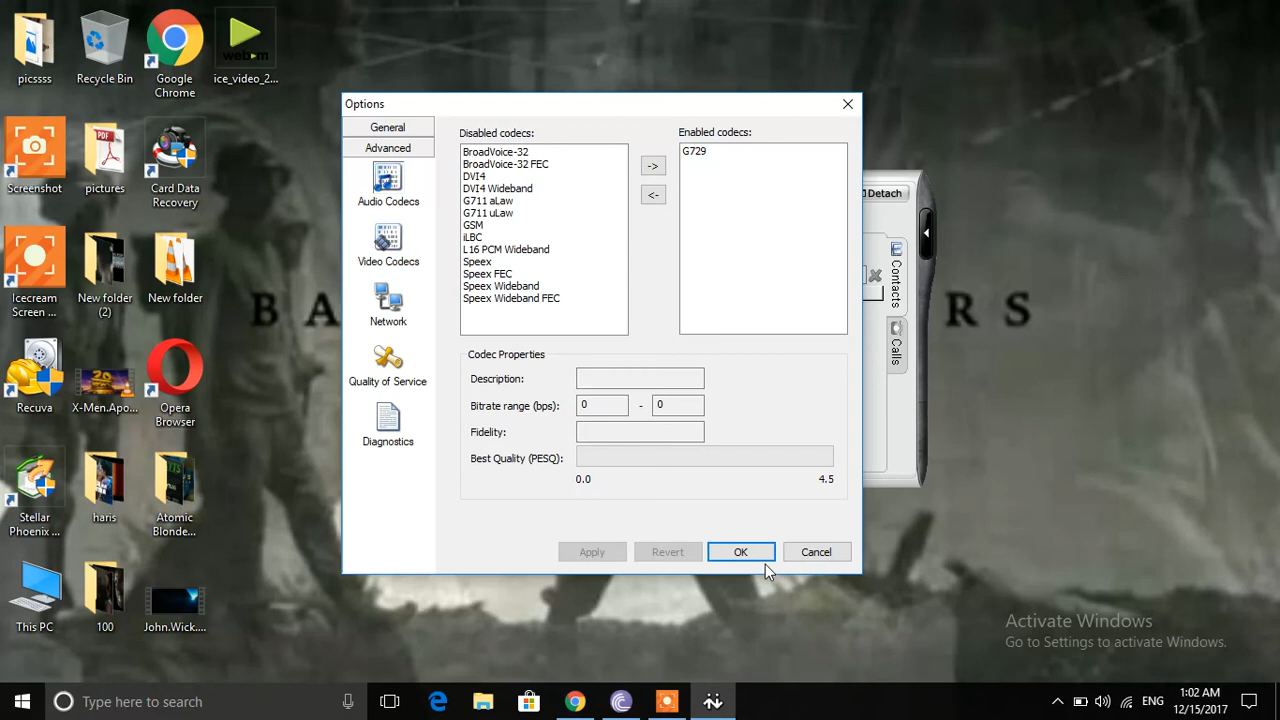 picssss
Recycle Bin
Google
Chrome
webm
ice_video_2...
Screenshot
pictures
Card Data
Recovery
Icecream
Screen ...
New folder
(2)
New folder
Recuva
X-Men.Apo...
Opera
Browser
Stellar
Phoenix ...
haris
Atomic
Blonde...
This PC
100
John.Wick....
Options
General
Advanced
Audio Codecs
Video Codecs
Network
Quality of Service
Diagnostics
Disabled codecs:
BroadVoice-32
BroadVoice-32 FEC
DVI4
DVI4 Wideband
G711 aLaw
G711 uLaw
GSM
iLBC
L16 PCM Wideband
Speex
Speex FEC
Speex Wideband
Speex Wideband FEC
->
<-
Enabled codecs:
G729
Codec Properties
Description:
Bitrate range (bps):
0
-
0
Fidelity:
Best Quality (PESQ):
0.0
4.5
Apply
Revert
OK
Cancel
Detach
Contacts
Calls
B A
R S
Activate Windows
Go to Settings to activate Windows.
Type here to search
ENG
1:02 AM
12/15/2017